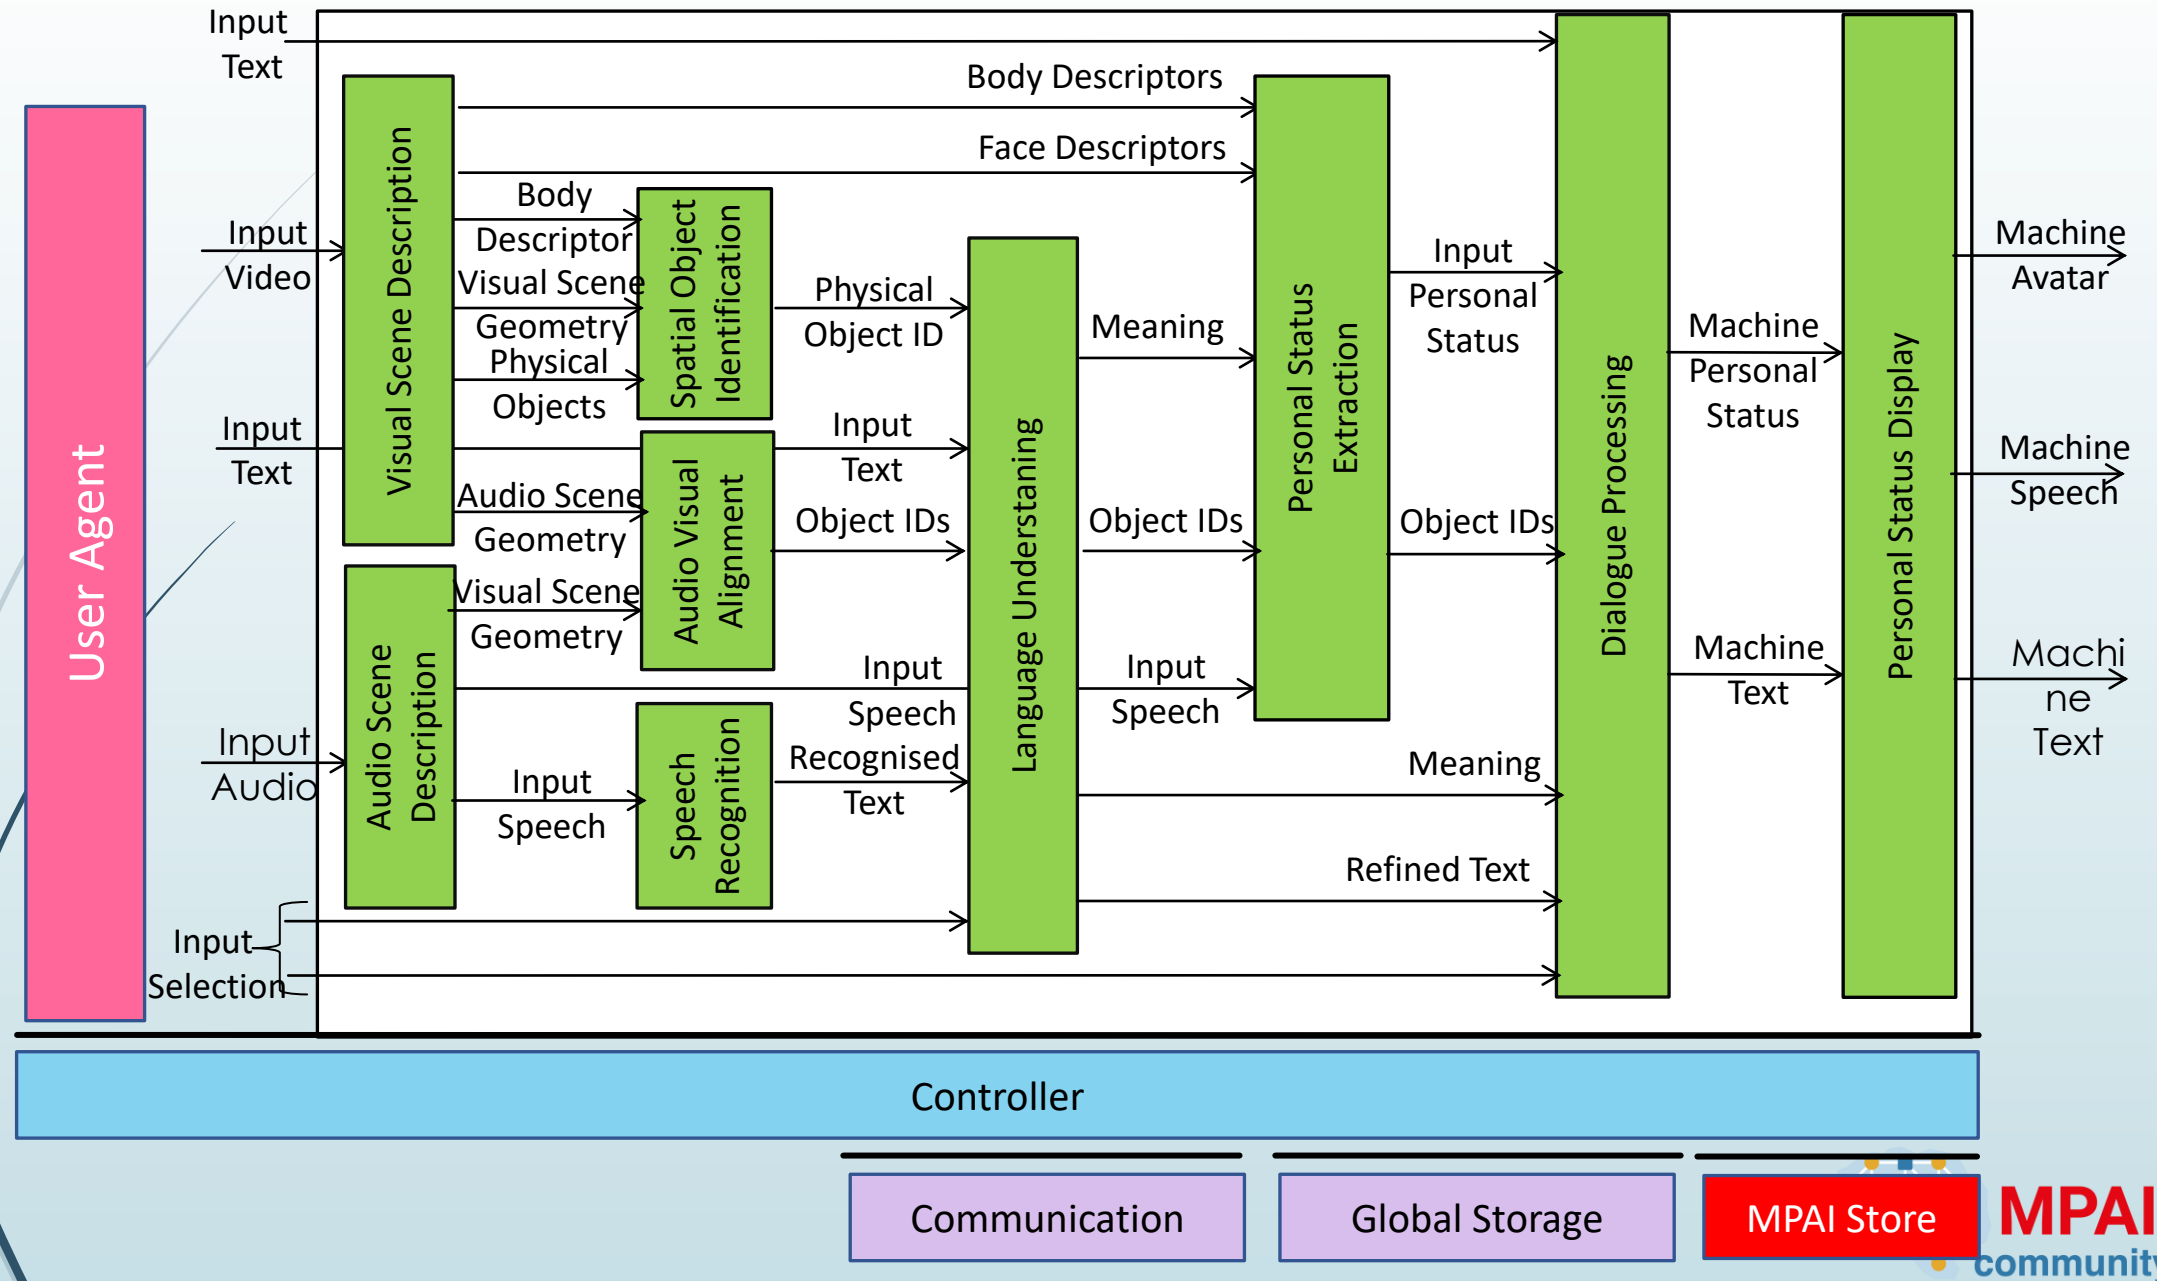 Input
Text
Body Descriptors
Face Descriptors
User Agent
Input
Video
Input
Text
Input
Audio
Input
Selection
Visual Scene Description
Audio Scene
Description
Body
Descriptor
Visual Scene
Geometry
Physical
Objects
Audio Scene
Geometry
Visual Scene
Geometry
Input
Speech
Spatial Object
Identification
Audio Visual
Alignment
Speech
Recognition
Physical
Object ID
Input
Text
Object IDs
Input
Speech
Recognised
Text
Language Understaning
Meaning
Object IDs
Input
Speech
Personal Status
Extraction
Input
Personal
Status
Object IDs
Meaning
Refined Text
Dialogue Processing
Machine
Personal
Status
Machine
Text
Personal Status Display
Machine
Avatar
Machine
Speech
Machi
ne
Text
Controller
Communication
Global Storage
MPAI Store
MPAI
community